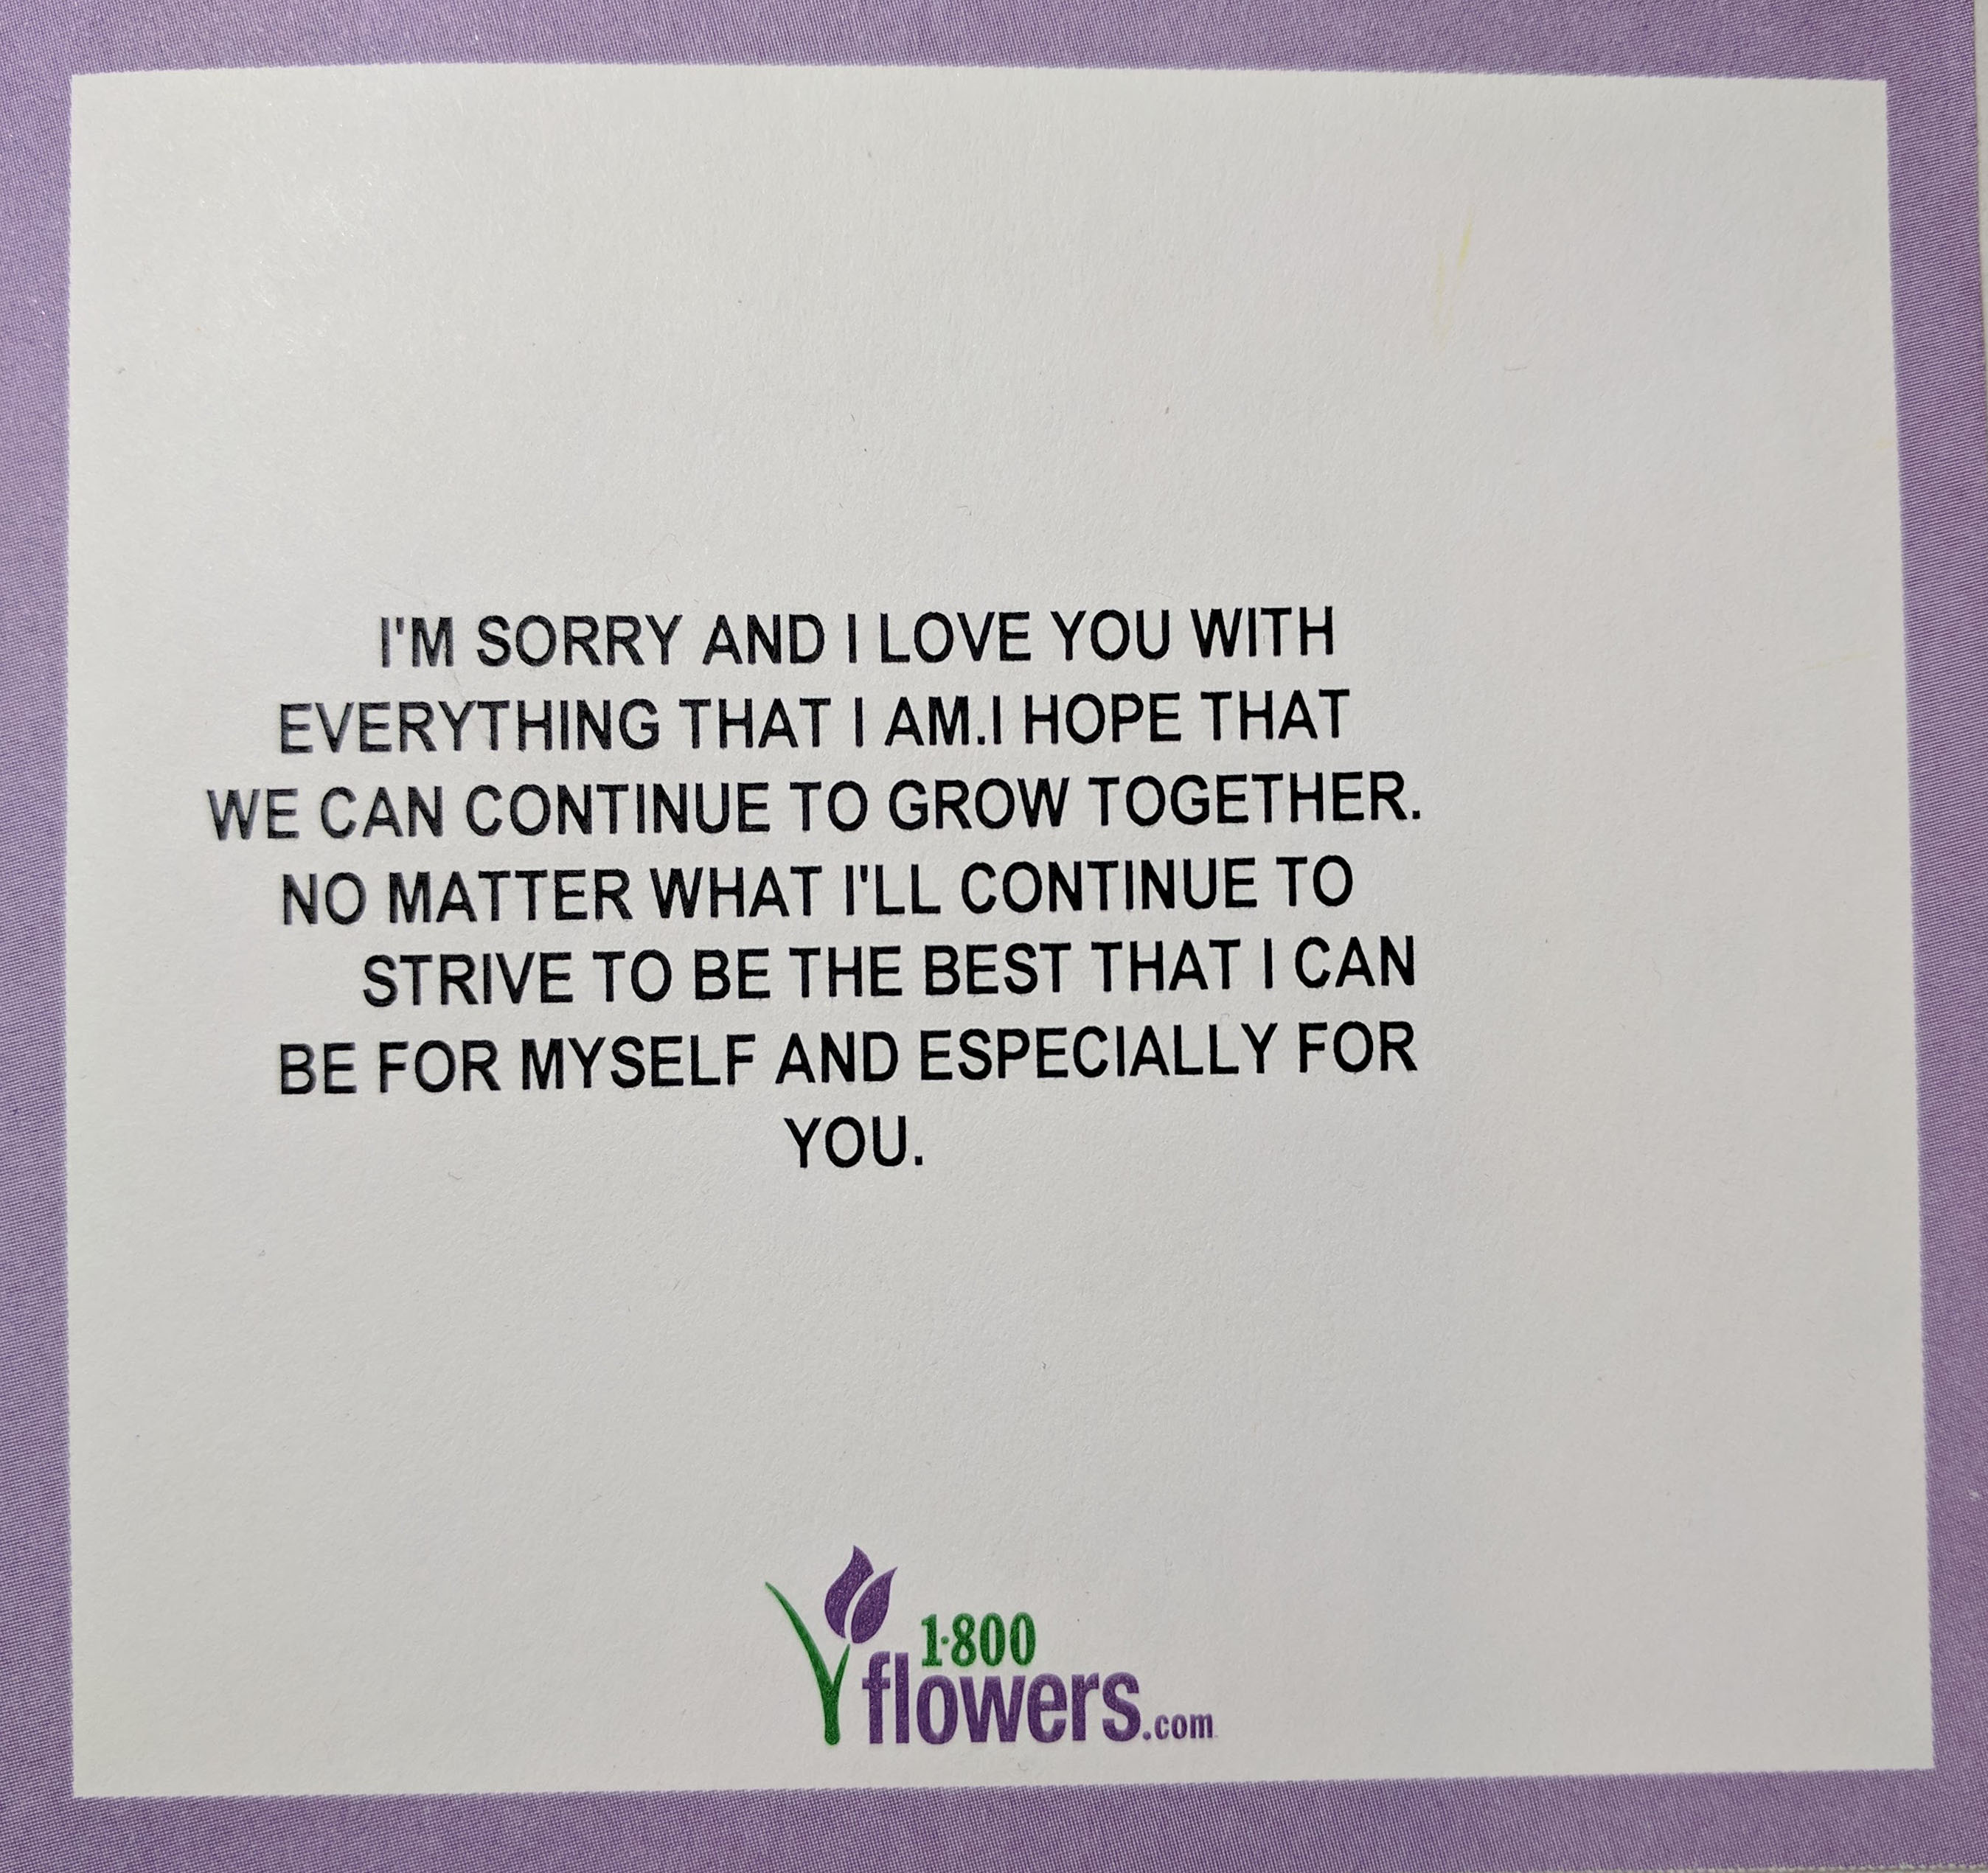 I'M SORRY AND I LOVE YOU WITH
EVERYTHING THAT I AM.I HOPE THAT
WE CAN CONTINUE TO GROW TOGETHER.
NO MATTER WHAT I'LL CONTINUE TO
STRIVE TO BE THE BEST THAT I CAN
BE FOR MYSELF AND ESPECIALLY FOR
YOU.
1·800
flowers.com